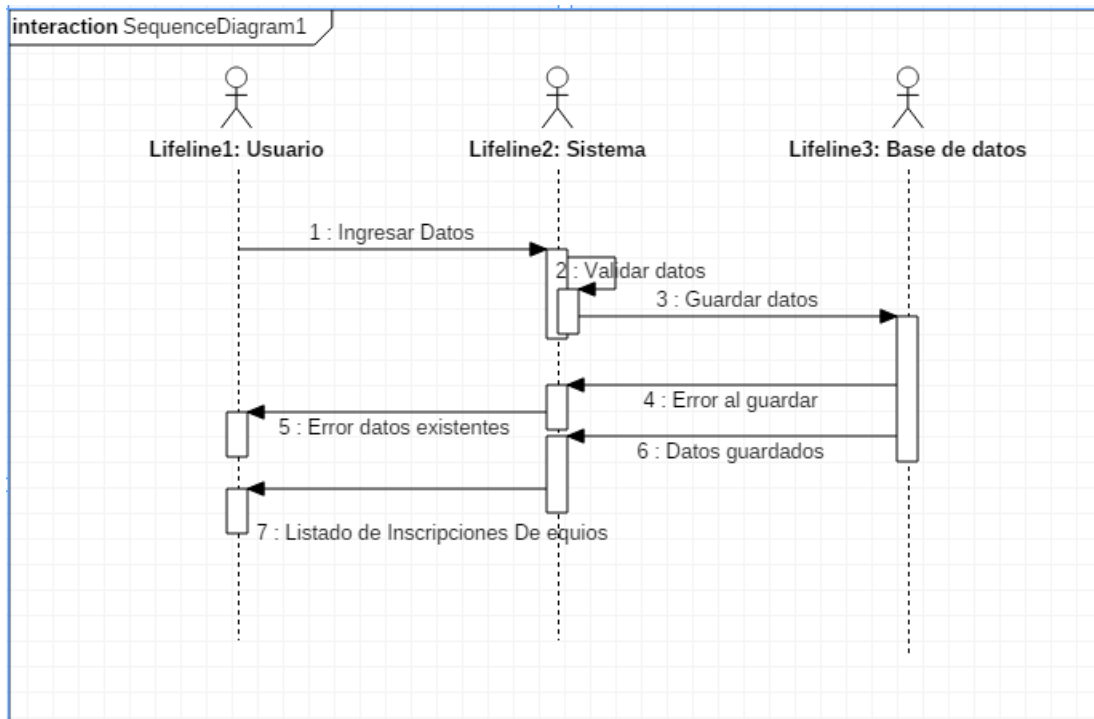 interaction SequenceDiagram1
Lifeline1: Usuario
Lifeline2: Sistema
Lifeline3: Base de datos
1 : Ingresar Datos
2 : Validar datos
3 : Guardar datos
4 : Error al guardar
5 : Error datos existentes
6 : Datos guardados
7 : Listado de Inscripciones De equios